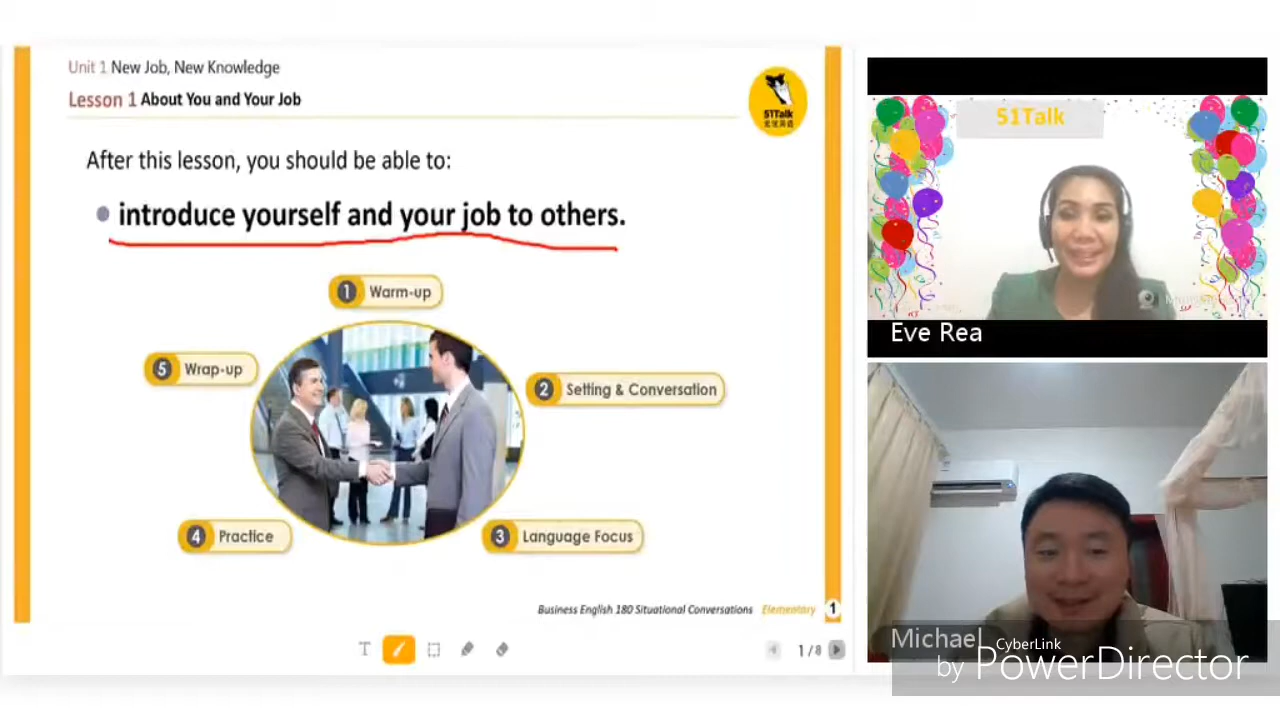 Unit 1 New Job, New Knowledge
Lesson 1 About You and Your Job
51Talk
After this lesson, you should be able to:
introduce yourself and your job to others.
1 Warm-up
5 Wrap-up
2 Setting & Conversation
4 Practice
3 Language Focus
Business English 180 Situational Conversations Elementary 1
T
1/8
51Talk
Eve Rea
Michael
CyberLink
by PowerDirector